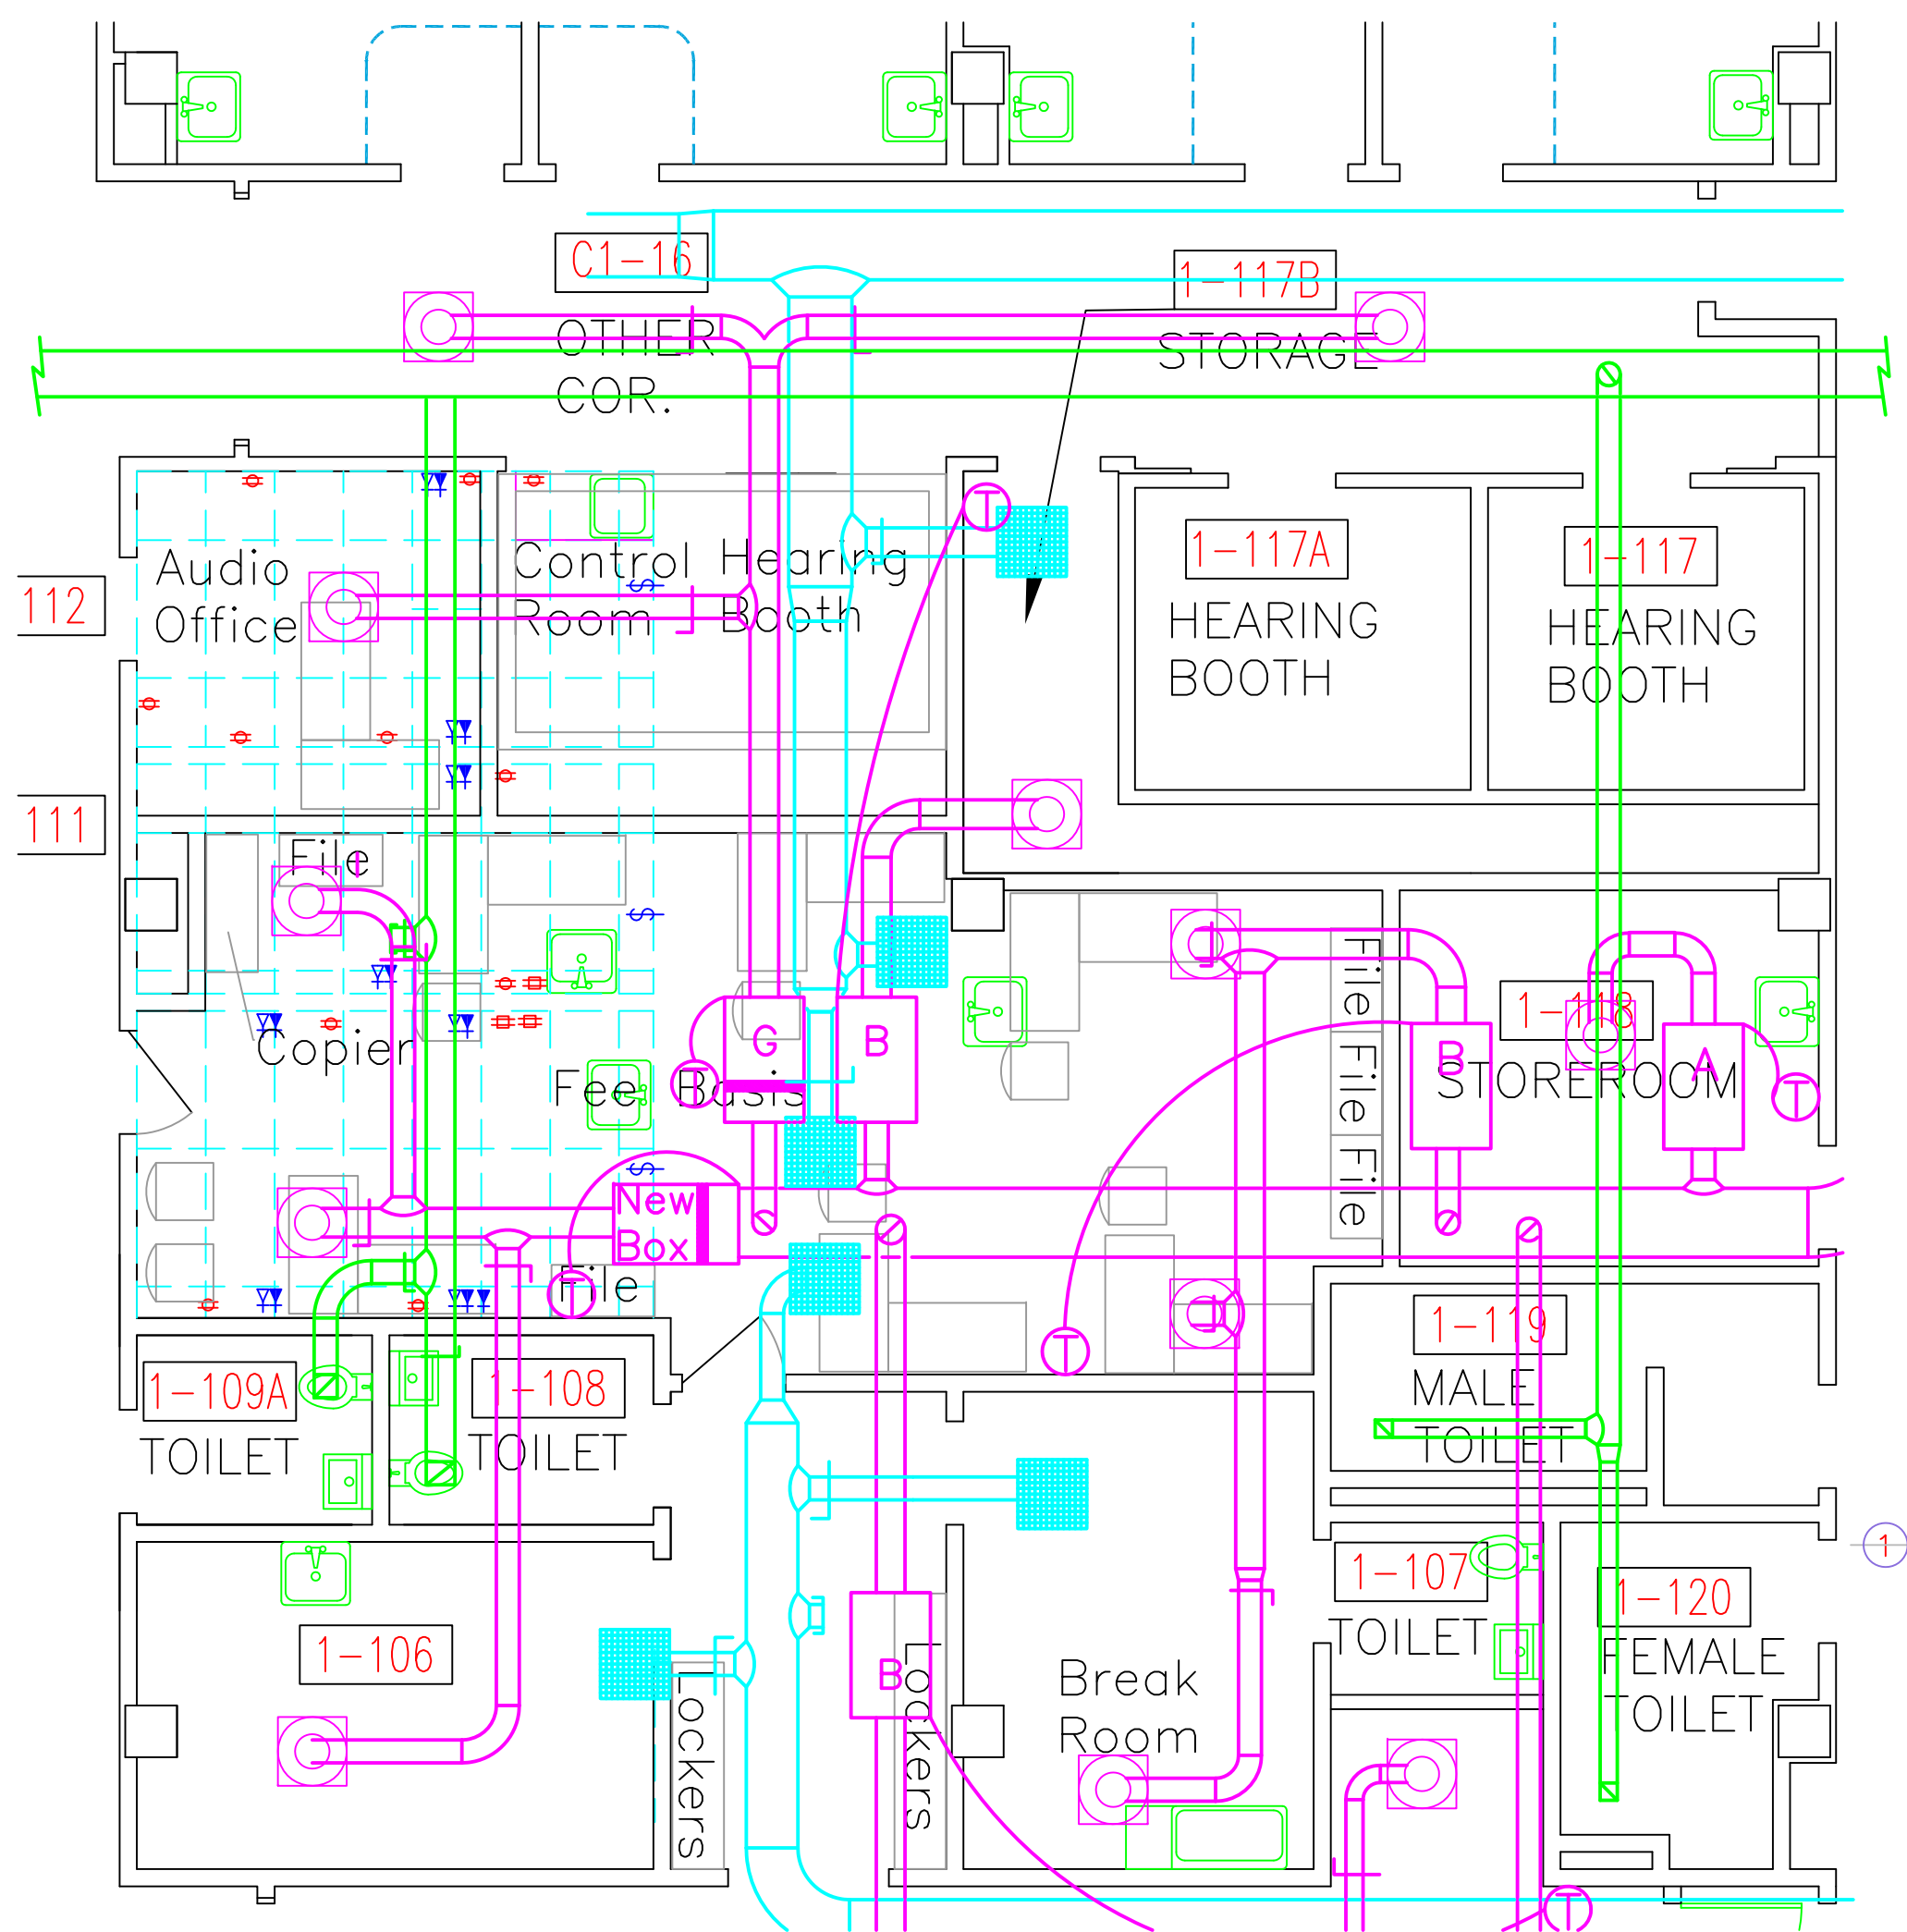 C1-16
1-117B
OTHER
COR.
STORAGE
Audio
Office
Control
Room
Hearing
Booth
1-117A
HEARING
BOOTH
1-117
HEARING
BOOTH
112
111
T
File
Copier
Fee Basis
G
B
T
File
File
File
B
1-118
STOREROOM
A
T
New
Box
File
T
T
1-109A
TOILET
1-108
TOILET
1-119
MALE
TOILET
1-107
TOILET
1-120
FEMALE
TOILET
1
1-106
Lockers
B
Lockers
Break
Room
T
S
S
S